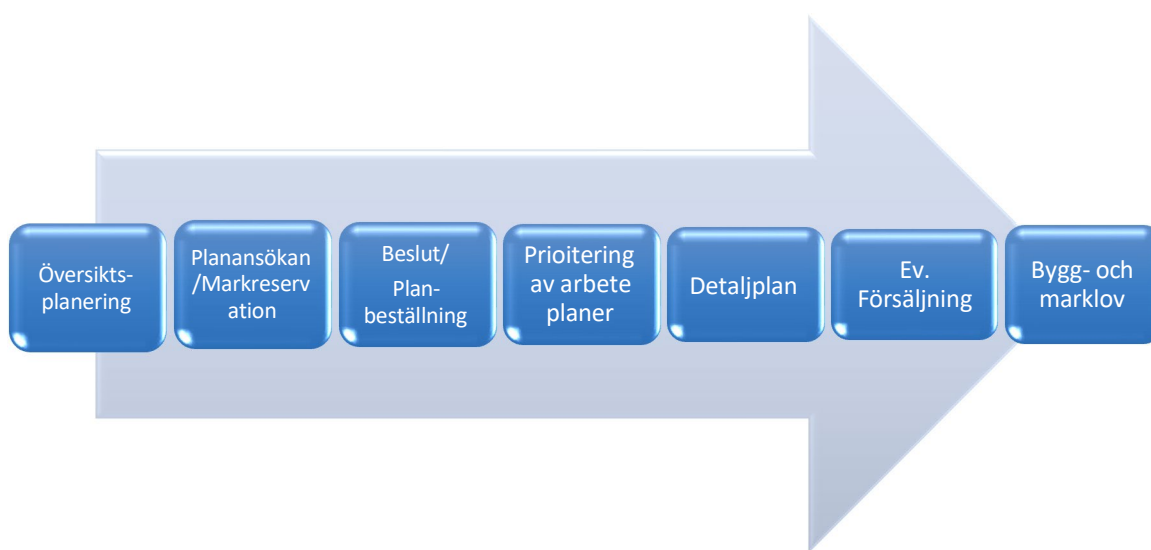 Översikts-
planering
Planansökan
/Markreserv
ation
Beslut/
Plan-
beställning
Prioitering
av arbete
planer
Detaljplan
Ev.
Försäljning
Bygg- och
marklov